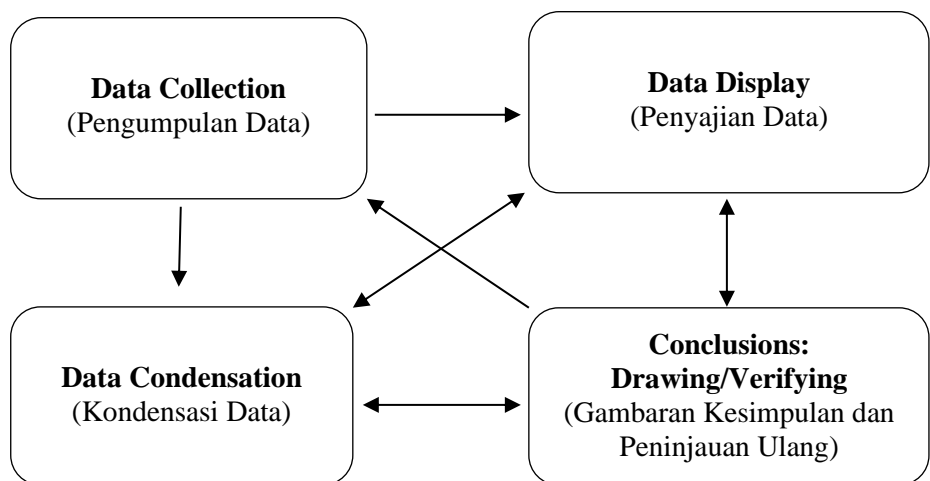 Data Collection
(Pengumpulan Data)
Data Display
(Penyajian Data)
Data Condensation
(Kondensasi Data)
Conclusions:
Drawing/Verifying
(Gambaran Kesimpulan dan
Peninjauan Ulang)